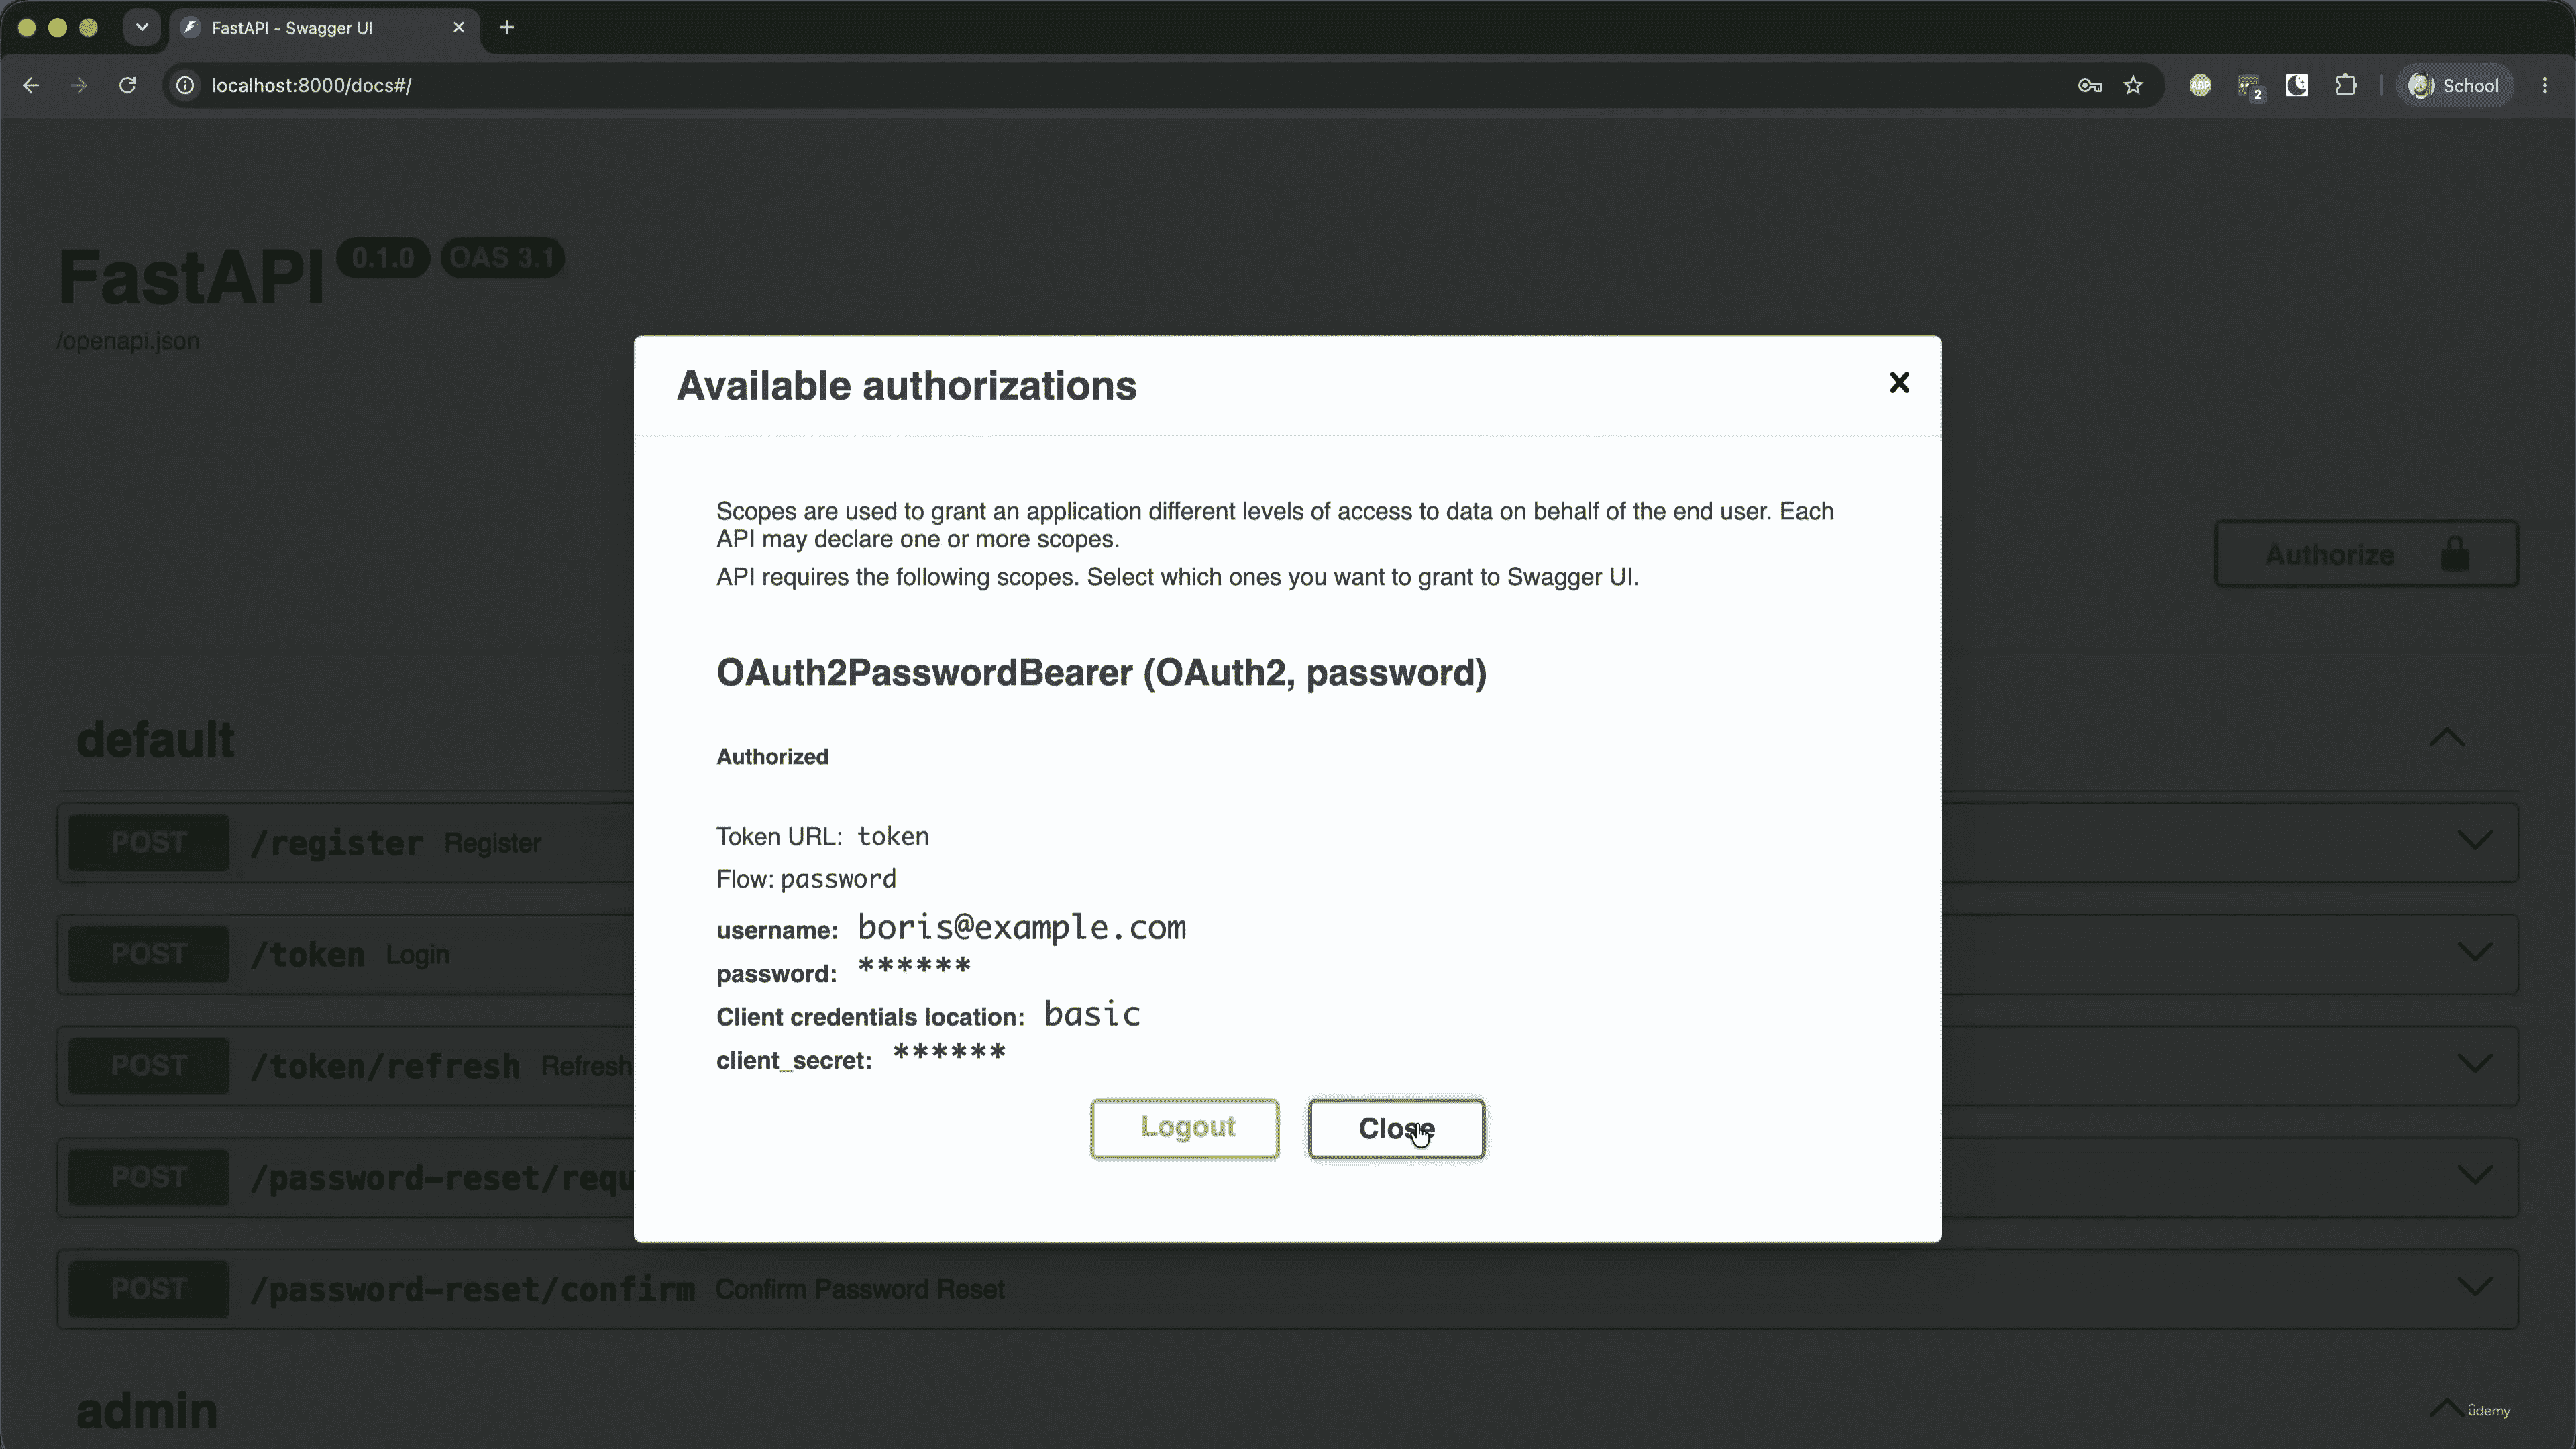 FastAPI - Swagger UI
localhost:8000/docs#/
ABP
2
School
FastAPI 0.1.0 OAS 3.1
/openapi.json
Available authorizations
Scopes are used to grant an application different levels of access to data on behalf of the end user. Each
API may declare one or more scopes.
API requires the following scopes. Select which ones you want to grant to Swagger UI.
Authorize
OAuth2PasswordBearer (OAuth2, password)
default
Authorized
POST /register Register
Token URL: token
Flow: password
username: boris@example.com
POST /token Login
password: ******
Client credentials location: basic
client_secret: ******
POST /token/refresh Refresh
Logout Close
POST /password-reset/requ
POST /password-reset/confirm Confirm Password Reset
admin
ûdemy